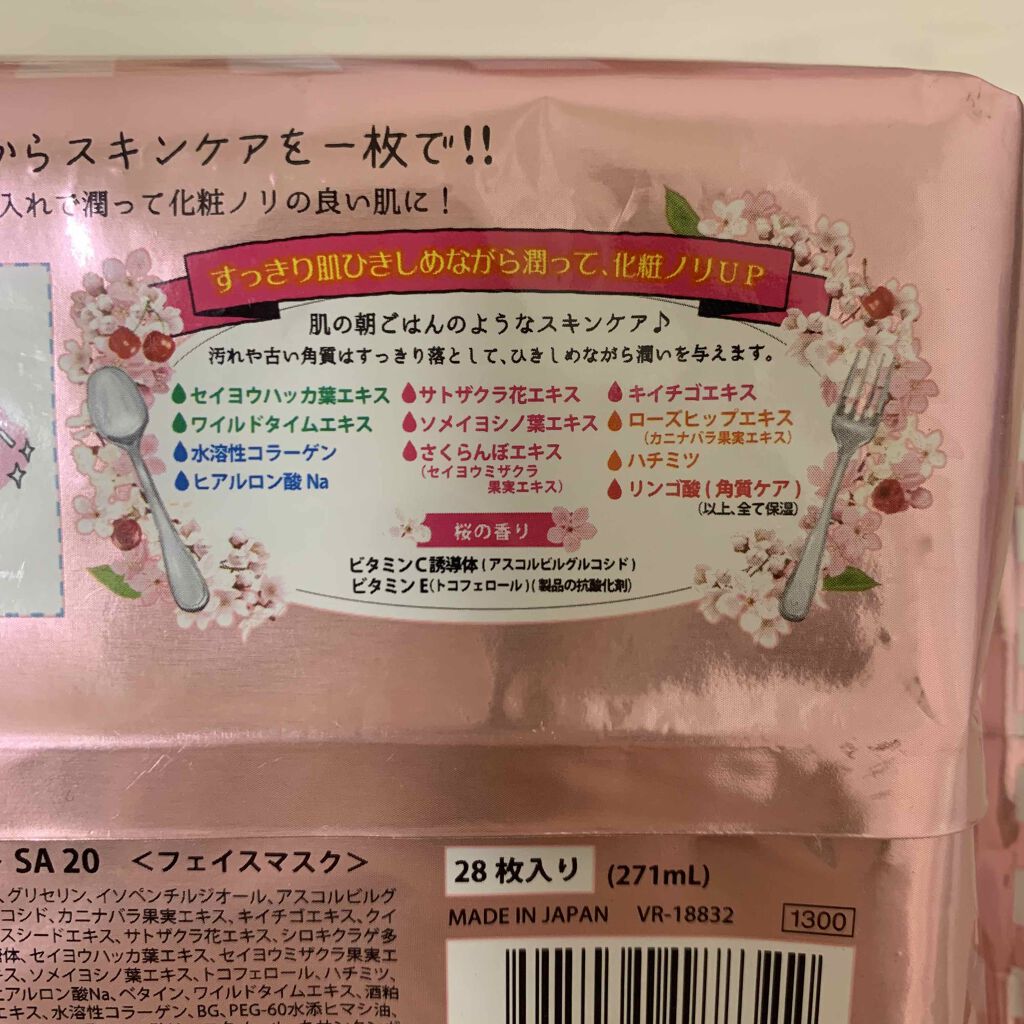 からスキンケアを一枚で!!
入れで潤って化粧ノリの良い肌に！
すっきり肌ひきしめながら潤って、化粧ノリUP
肌の朝ごはんのようなスキンケア♪
汚れや古い角質はすっきり落として、ひきしめながら潤いを与えます。
セイヨウハッカ葉エキス
ワイルドタイムエキス
水溶性コラーゲン
ヒアルロン酸Na
サトザクラ花エキス
ソメイヨシノ葉エキス
さくらんぼエキス
(セイヨウミザクラ
果実エキス)
キイチゴエキス
ローズヒップエキス
(カニナバラ果実エキス)
ハチミツ
リンゴ酸(角質ケア)
(以上、全て保湿)
桜の香り
ビタミンC誘導体(アスコルビルグルコシド)
ビタミンE(トコフェロール)(製品の抗酸化剤)
SA 20 ＜フェイスマスク＞
、グリセリン、イソペンチルジオール、アスコルビルグ
コシド、カニナバラ果実エキス、キイチゴエキス、クイ
スシードエキス、サトザクラ花エキス、シロキクラゲ多
糖体、セイヨウハッカ葉エキス、セイヨウミザクラ果実エ
キス、ソメイヨシノ葉エキス、トコフェロール、ハチミツ、
ヒアルロン酸Na、ベタイン、ワイルドタイムエキス、酒粕
エキス、水溶性コラーゲン、BG、PEG-60水添ヒマシ油、
28枚入り (271mL)
MADE IN JAPAN VR-18832 1300